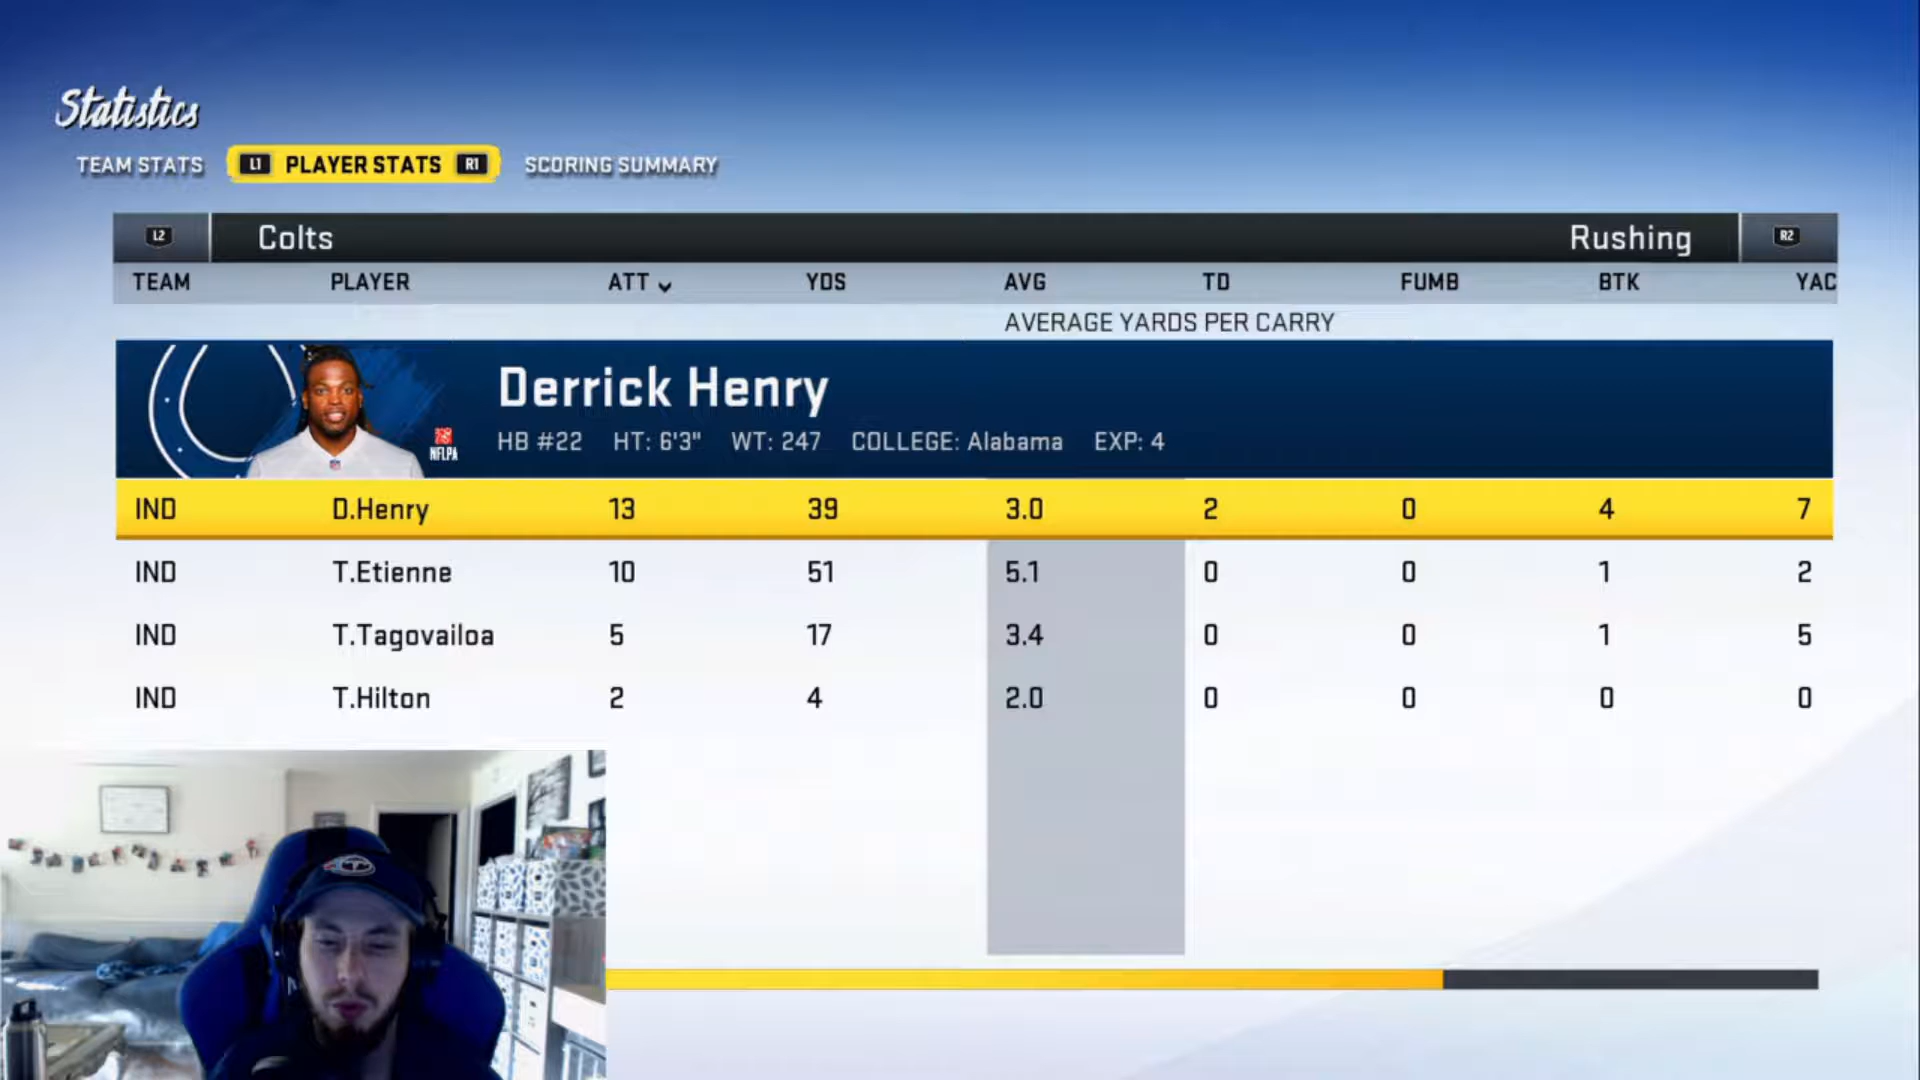 Statistics
TEAM STATS L1 PLAYER STATS R1 SCORING SUMMARY
L2 Colts Rushing R2
TEAM PLAYER ATT YDS AVG TD FUMB BTK YAC
AVERAGE YARDS PER CARRY
Derrick Henry
HB #22 HT: 6'3" WT: 247 COLLEGE: Alabama EXP: 4
NFLPA
IND D.Henry 13 39 3.0 2 0 4 7
IND T.Etienne 10 51 5.1 0 0 1 2
IND T.Tagovailoa 5 17 3.4 0 0 1 5
IND T.Hilton 2 4 2.0 0 0 0 0